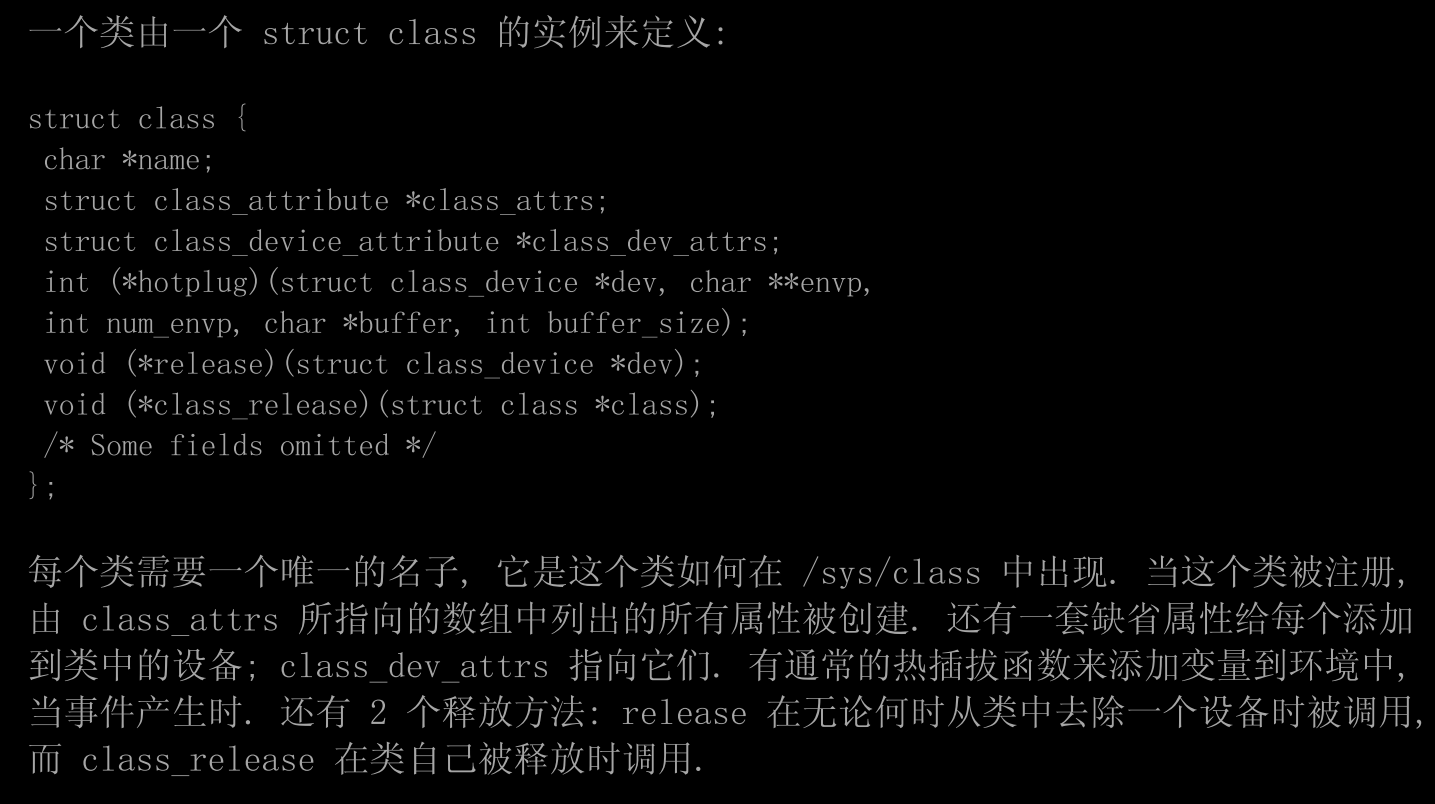 一个类由一个 struct class 的实例来定义:
struct class {
 char *name;
 struct class_attribute *class_attrs;
 struct class_device_attribute *class_dev_attrs;
 int (*hotplug)(struct class_device *dev, char **envp,
 int num_envp, char *buffer, int buffer_size);
 void (*release)(struct class_device *dev);
 void (*class_release)(struct class *class);
 /* Some fields omitted */
};
每个类需要一个唯一的名子, 它是这个类如何在 /sys/class 中出现. 当这个类被注册,
由 class_attrs 所指向的数组中列出的所有属性被创建. 还有一套缺省属性给每个添加
到类中的设备; class_dev_attrs 指向它们. 有通常的热插拔函数来添加变量到环境中,
当事件产生时. 还有 2 个释放方法: release 在无论何时从类中去除一个设备时被调用,
而 class_release 在类自己被释放时调用.